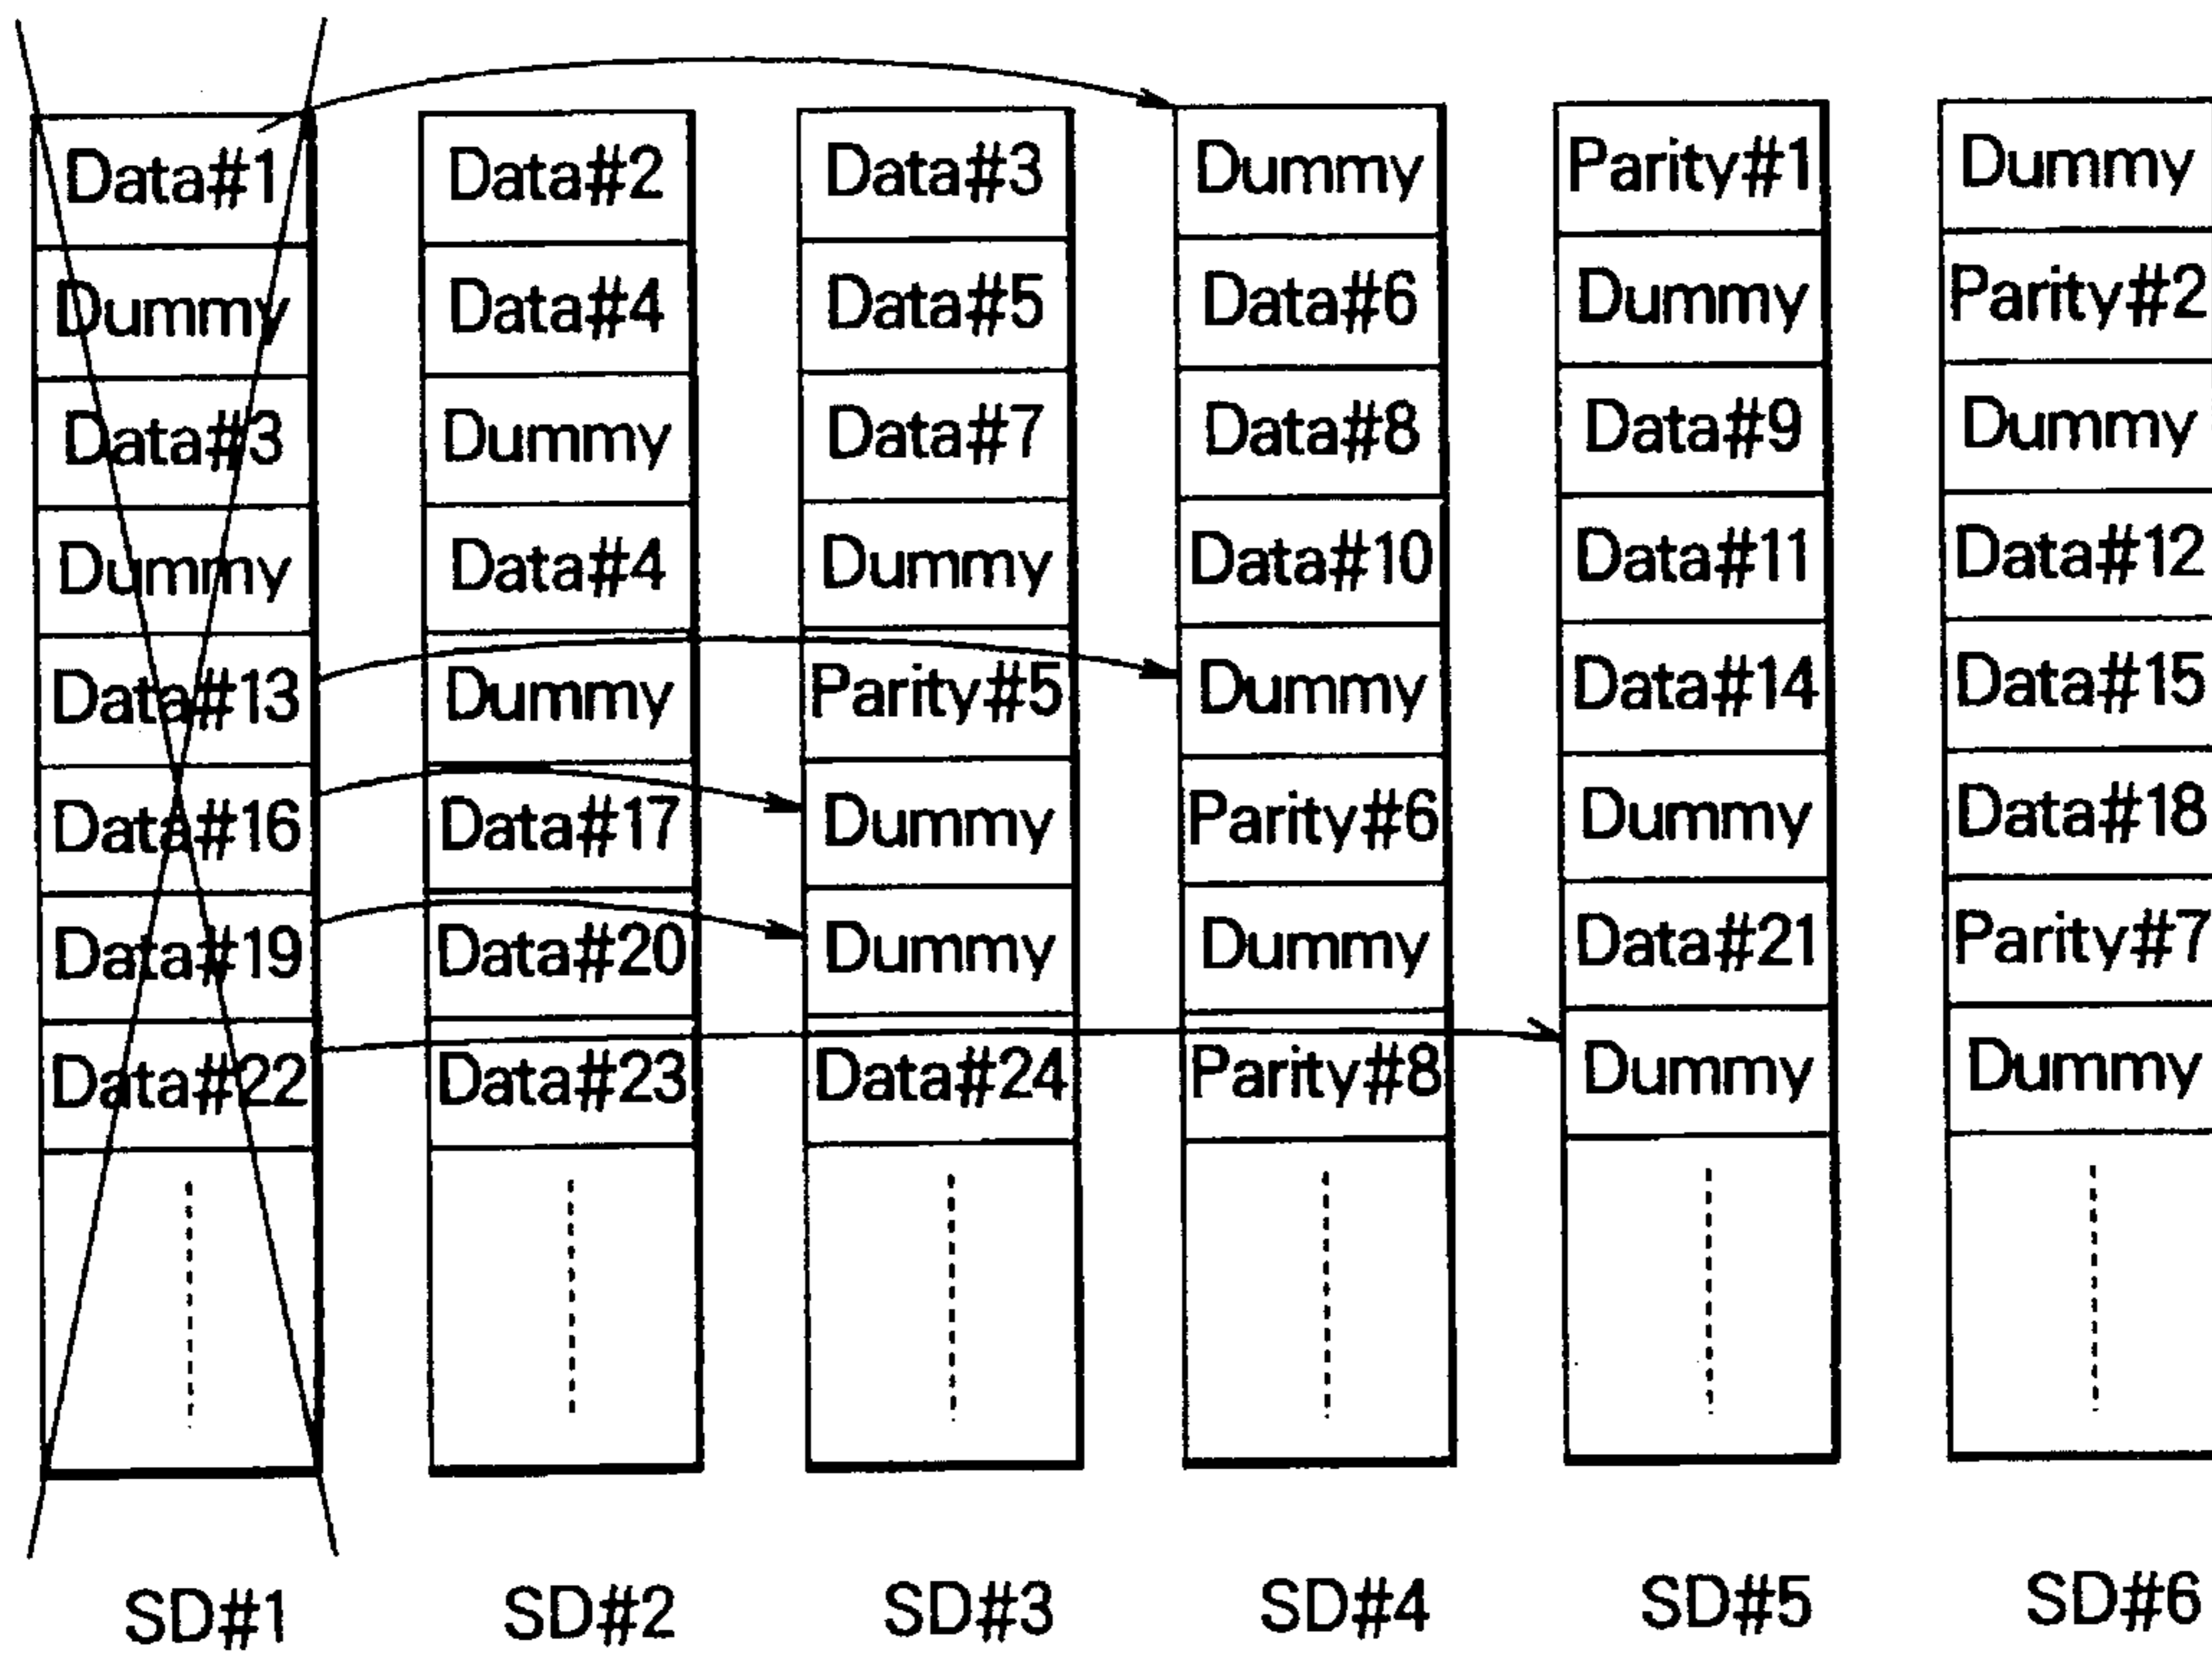 Data#1 Data#2 Data#3 Dummy Parity#1 Dummy
Dummy Data#4 Data#5 Data#6 Dummy Parity#2
Data#3 Dummy Data#7 Data#8 Data#9 Dummy
Dummy Data#4 Dummy Data#10 Data#11 Data#12
Data#13 Dummy Parity#5 Dummy Data#14 Data#15
Data#16 Data#17 Dummy Parity#6 Dummy Data#18
Data#19 Data#20 Dummy Dummy Data#21 Parity#7
Data#22 Data#23 Data#24 Parity#8 Dummy Dummy
SD#1 SD#2 SD#3 SD#4 SD#5 SD#6